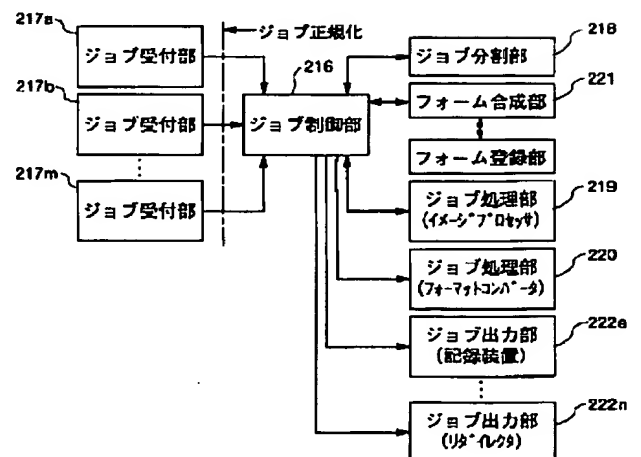 217a
ジョブ受付部
217b
ジョブ受付部
217m
ジョブ受付部
ジョブ正規化
216
ジョブ制御部
218
ジョブ分割部
221
フォーム合成部
フォーム登録部
219
ジョブ処理部
(イメージプロセッサ)
220
ジョブ処理部
(フォーマットコンバータ)
222a
ジョブ出力部
(記録装置)
222n
ジョブ出力部
(リダイレクタ)